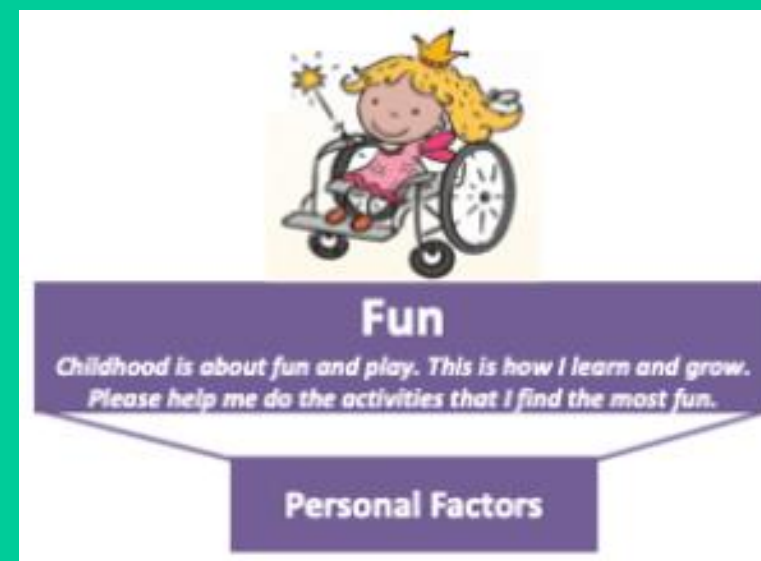 Fun
Childhood is about fun and play. This is how I learn and grow.
Please help me do the activities that I find the most fun.
Personal Factors